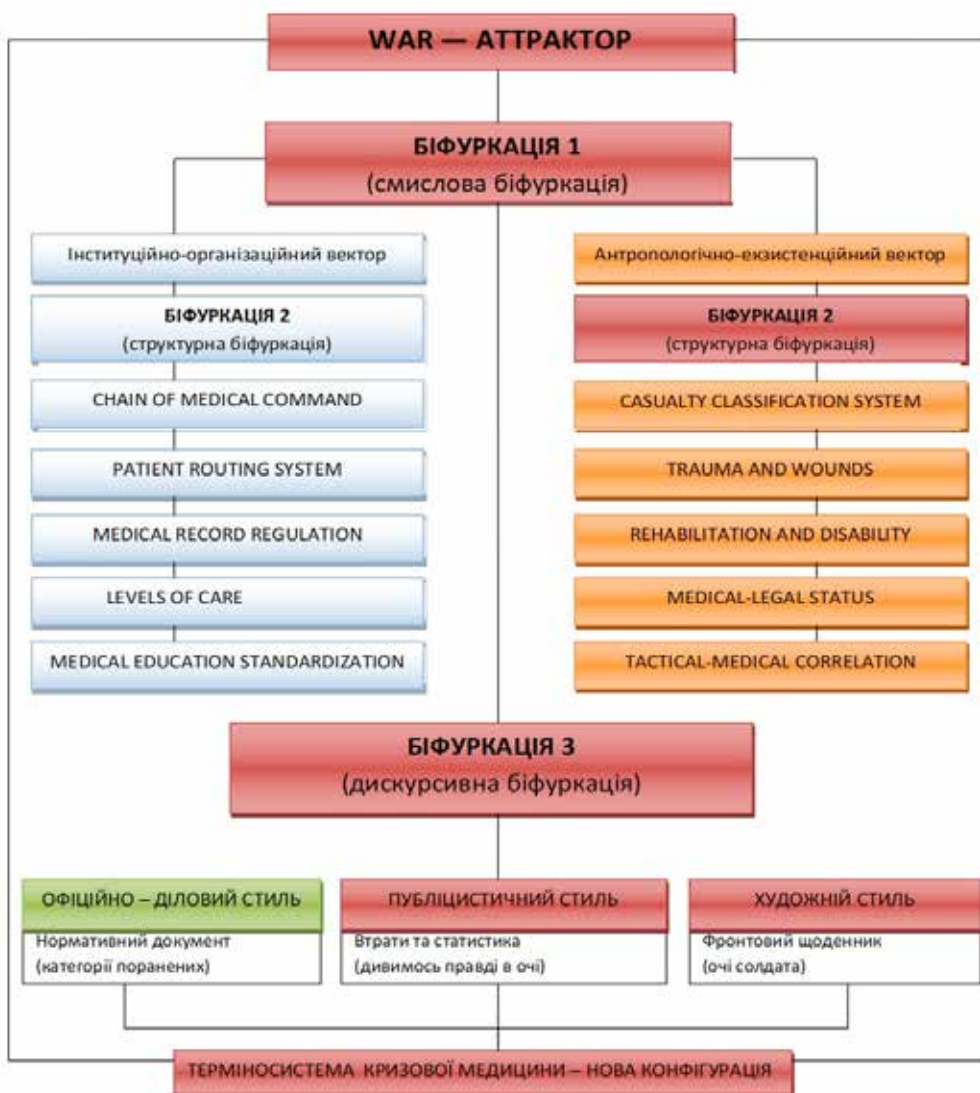 WAR — АТТРАКТОР
БІФУРКАЦІЯ 1
(смислова біфуркація)
Інституційно-організаційний вектор
БІФУРКАЦІЯ 2
(структурна біфуркація)
CHAIN OF MEDICAL COMMAND
PATIENT ROUTING SYSTEM
MEDICAL RECORD REGULATION
LEVELS OF CARE
MEDICAL EDUCATION STANDARDIZATION
Антропологічно-екзистенційний вектор
БІФУРКАЦІЯ 2
(структурна біфуркація)
CASUALTY CLASSIFICATION SYSTEM
TRAUMA AND WOUNDS
REHABILITATION AND DISABILITY
MEDICAL-LEGAL STATUS
TACTICAL-MEDICAL CORRELATION
БІФУРКАЦІЯ 3
(дискурсивна біфуркація)
ОФІЦІЙНО – ДІЛОВИЙ СТИЛЬ
Нормативний документ
(категорії поранених)
ПУБЛІЦИСТИЧНИЙ СТИЛЬ
Втрати та статистика
(дивимось правді в очі)
ХУДОЖНІЙ СТИЛЬ
Фронтовий щоденник
(очі солдата)
ТЕРМІНОСИСТЕМА КРИЗОВОЇ МЕДИЦИНИ – НОВА КОНФІГУРАЦІЯ